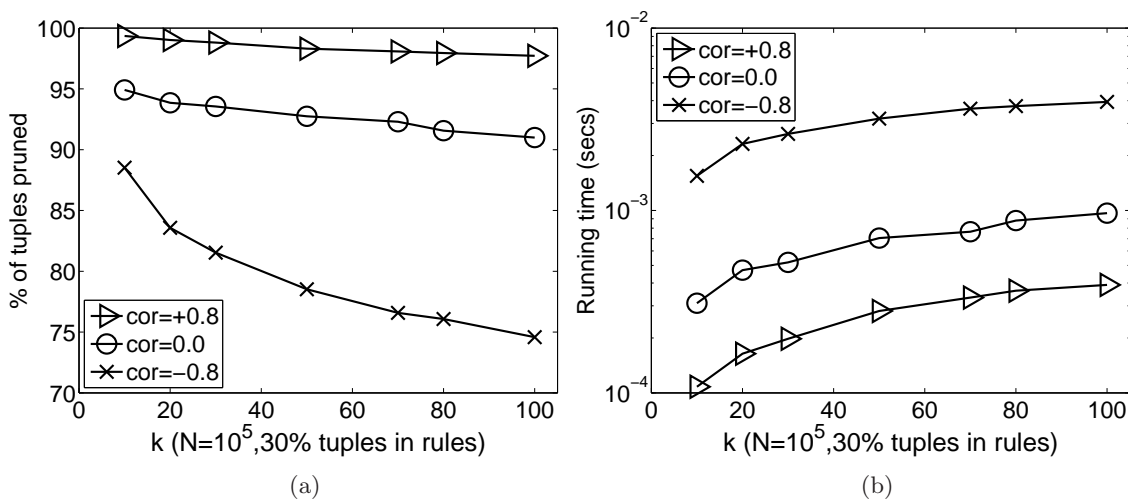 100
95
90
85
80
75
70
% of tuples pruned
cor=+0.8
cor=0.0
cor=−0.8
0 20 40 60 80 100
k (N=10^5,30% tuples in rules)
(a)
10^−2
10^−3
10^−4
Running time (secs)
cor=+0.8
cor=0.0
cor=−0.8
0 20 40 60 80 100
k (N=10^5,30% tuples in rules)
(b)